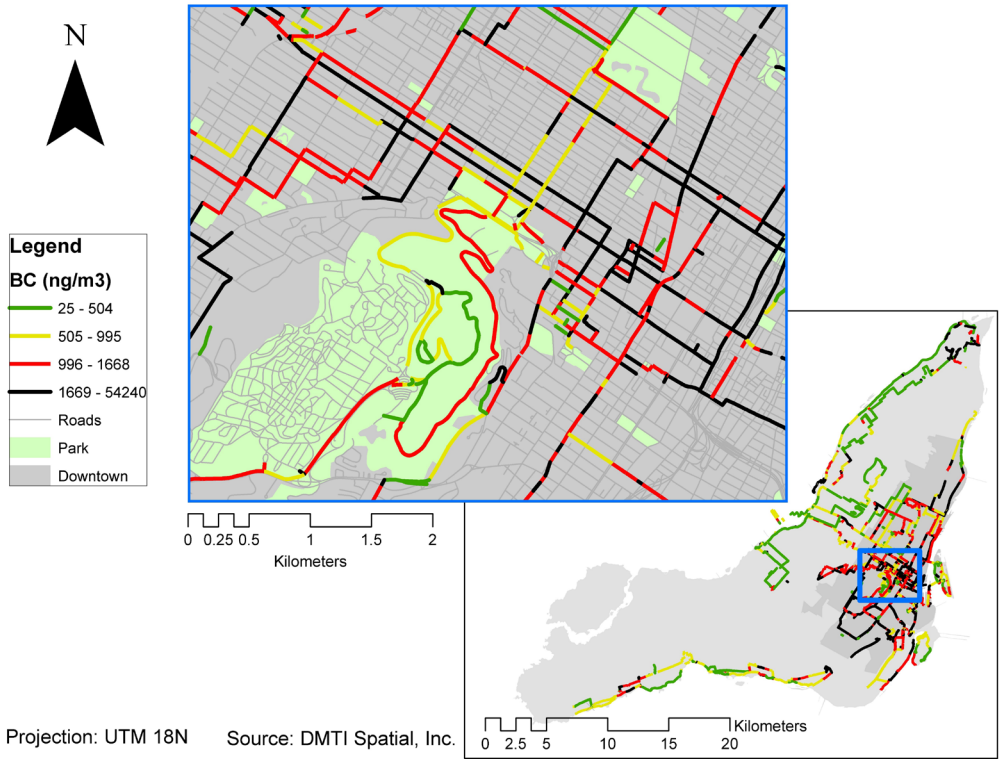 N
Legend
BC (ng/m3)
25 - 504
505 - 995
996 - 1668
1669 - 54240
Roads
Park
Downtown
0 0.25 0.5 1 1.5 2
Kilometers
Kilometers
0 2.5 5 10 15 20
Projection: UTM 18N Source: DMTI Spatial, Inc.